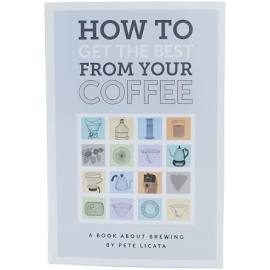 HOW TO
GET THE BEST
FROM YOUR
COFFEE
A BOOK ABOUT BREWING
BY PETE LICATA